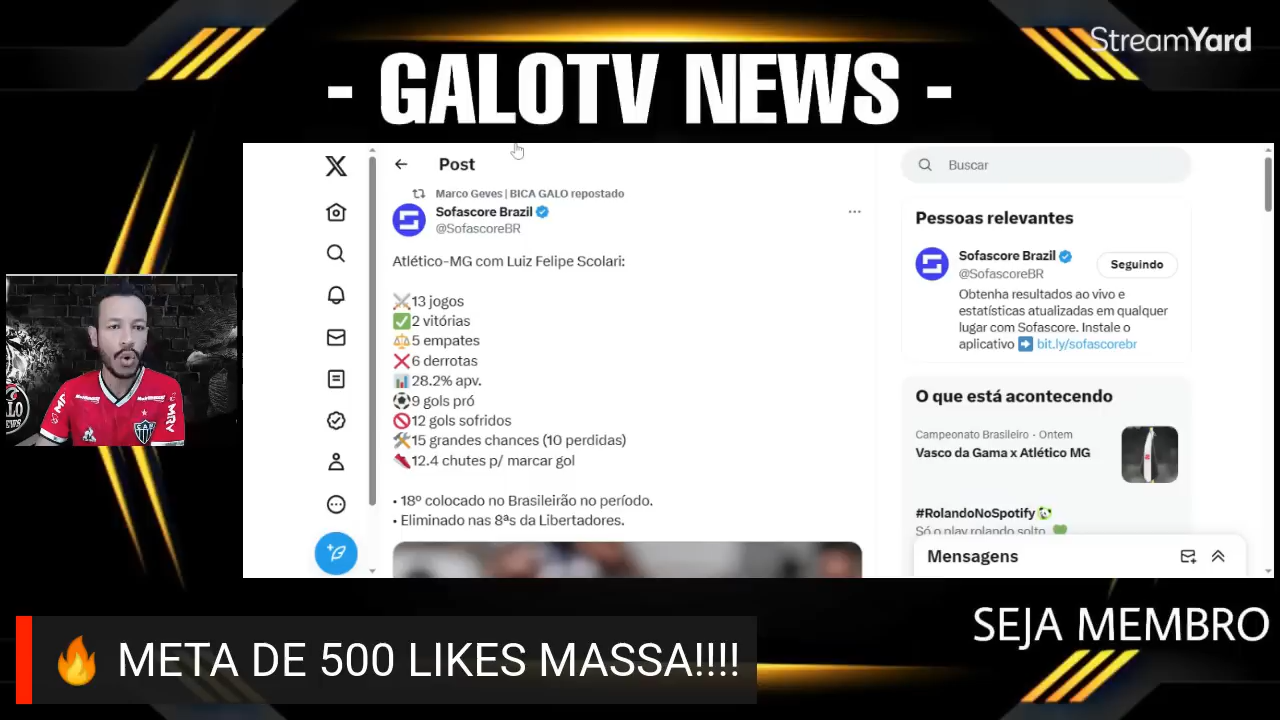 StreamYard
- GALOTV NEWS -
Post
Marco Geves | BICA GALO repostado
Sofascore Brazil
@SofascoreBR
Atlético-MG com Luiz Felipe Scolari:
⚔️13 jogos
✅2 vitórias
⚖️5 empates
❌6 derrotas
📊28.2% apv.
⚽9 gols pró
🚫12 gols sofridos
🛠️15 grandes chances (10 perdidas)
👟12.4 chutes p/ marcar gol
• 18º colocado no Brasileirão no período.
• Eliminado nas 8ªs da Libertadores.
Buscar
Pessoas relevantes
Sofascore Brazil
@SofascoreBR
Seguindo
Obtenha resultados ao vivo e
estatísticas atualizadas em qualquer
lugar com Sofascore. Instale o
aplicativo ➡️ bit.ly/sofascorebr
O que está acontecendo
Campeonato Brasileiro · Ontem
Vasco da Gama x Atlético MG
#RolandoNoSpotify
Só o play rolando solto
Mensagens
MRV
CAM
NEWS
🔥 META DE 500 LIKES MASSA!!!!
SEJA MEMBRO